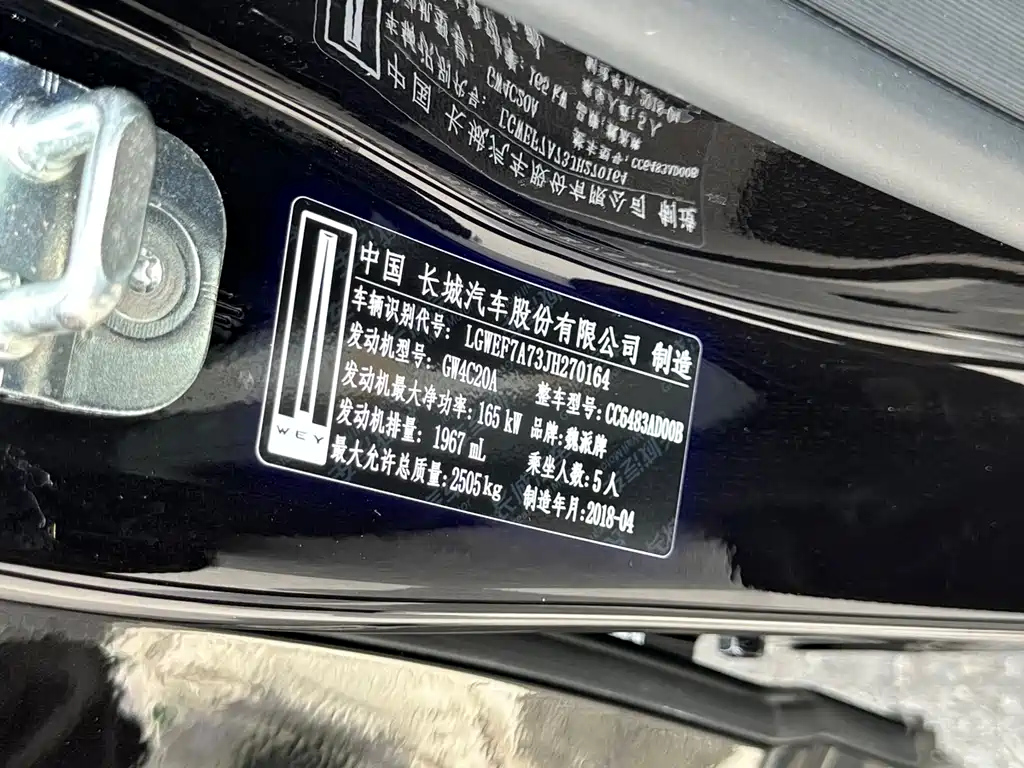 中国 长城汽车股份有限公司 制造
车辆识别代号: LGWEF7A73JH270164
发动机型号: GW4C20A 整车型号: CC6483AD00B
发动机最大净功率: 165 kW 品牌: 魏派牌
发动机排量: 1967 mL 乘坐人数: 5人
最大允许总质量: 2505kg 制造年月: 2018-04
WEY